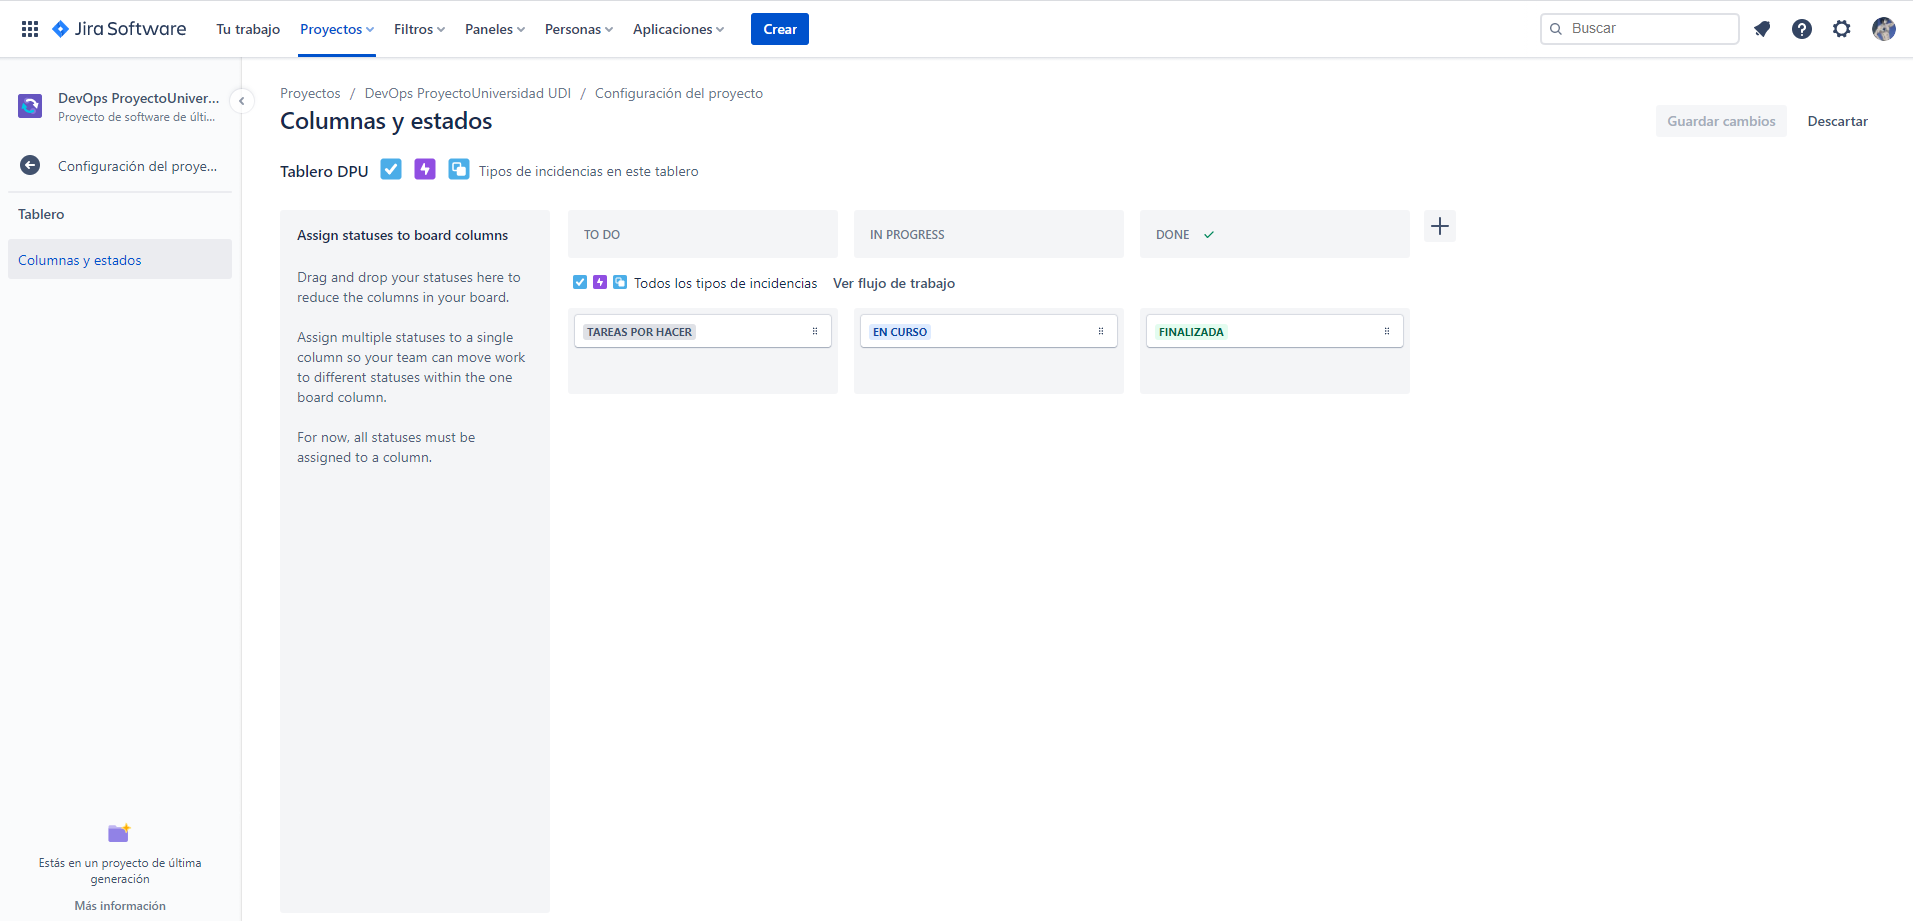 Jira Software
Tu trabajo
Proyectos
Filtros
Paneles
Personas
Aplicaciones
Crear
Buscar
DevOps ProyectoUniver...
Proyecto de software de últi...
Configuración del proye...
Tablero
Columnas y estados
Estás en un proyecto de última
generación
Más información
Proyectos / DevOps ProyectoUniversidad UDI / Configuración del proyecto
Columnas y estados
Guardar cambios
Descartar
Tablero DPU
Tipos de incidencias en este tablero
Assign statuses to board columns
Drag and drop your statuses here to
reduce the columns in your board.
Assign multiple statuses to a single
column so your team can move work
to different statuses within the one
board column.
For now, all statuses must be
assigned to a column.
TO DO
IN PROGRESS
DONE
Todos los tipos de incidencias
Ver flujo de trabajo
TAREAS POR HACER
EN CURSO
FINALIZADA